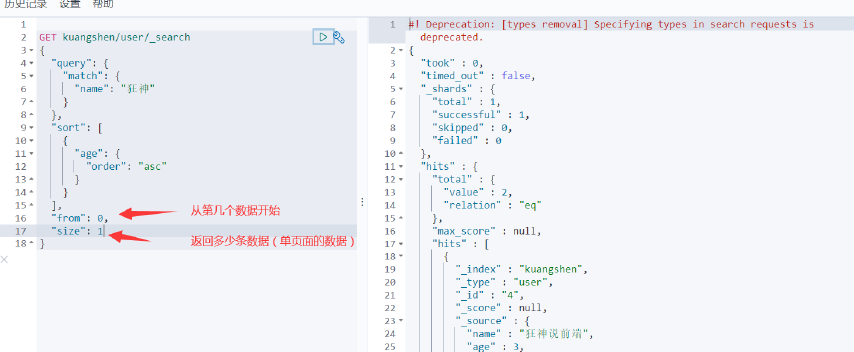 历史记录 设置 帮助
1
2 GET kuangshen/user/_search
3 {
4 "query": {
5 "match": {
6 "name": "狂神"
7 }
8 },
9 "sort": [
10 {
11 "age": {
12 "order": "asc"
13 }
14 }
15 ],
16 "from": 0,
从第几个数据开始
17 "size": 1
返回多少条数据（单页面的数据）
18 }
1 #! Deprecation: [types removal] Specifying types in search requests is
deprecated.
2 {
3 "took" : 0,
4 "timed_out" : false,
5 "_shards" : {
6 "total" : 1,
7 "successful" : 1,
8 "skipped" : 0,
9 "failed" : 0
10 },
11 "hits" : {
12 "total" : {
13 "value" : 2,
14 "relation" : "eq"
15 },
16 "max_score" : null,
17 "hits" : [
18 {
19 "_index" : "kuangshen",
20 "_type" : "user",
21 "_id" : "4",
22 "_score" : null,
23 "_source" : {
24 "name" : "狂神说前端",
25 "age" : 3,